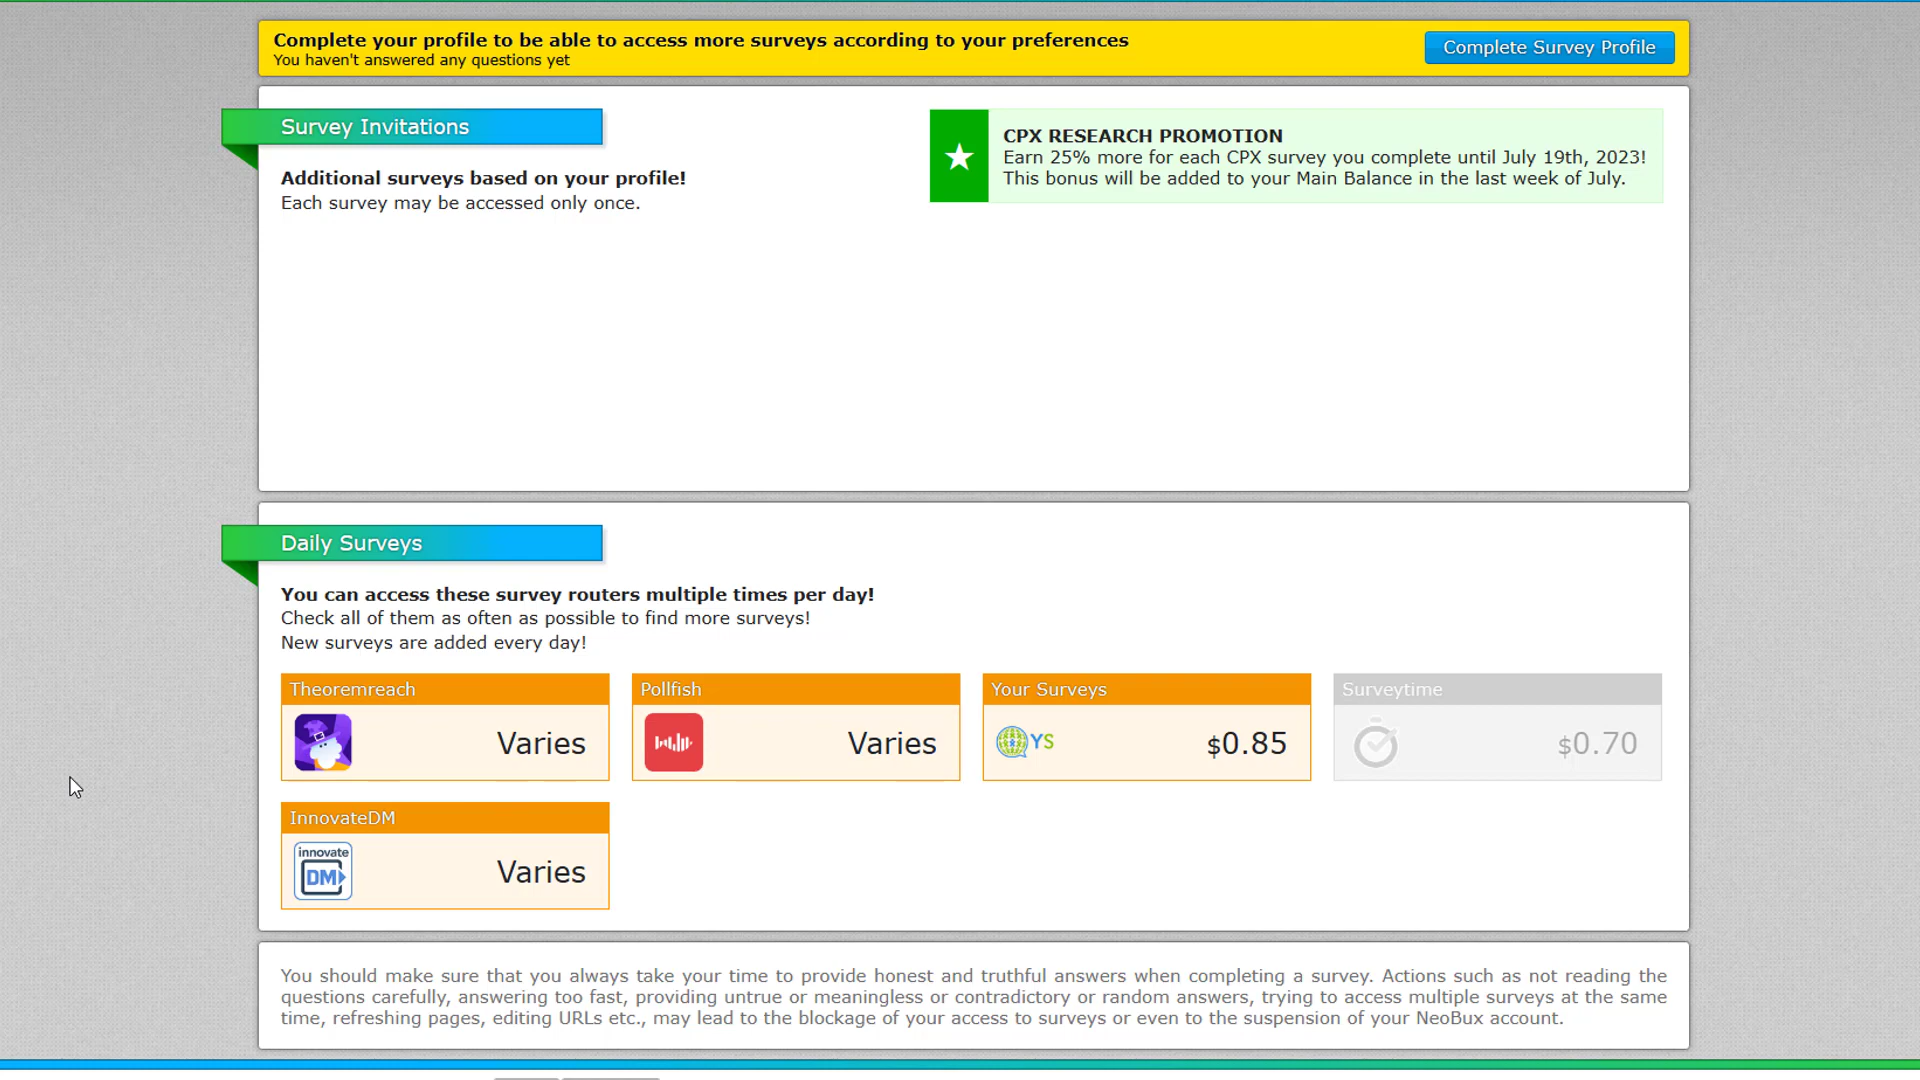 Complete your profile to be able to access more surveys according to your preferences
You haven't answered any questions yet
Complete Survey Profile
Survey Invitations
Additional surveys based on your profile!
Each survey may be accessed only once.
CPX RESEARCH PROMOTION
Earn 25% more for each CPX survey you complete until July 19th, 2023!
This bonus will be added to your Main Balance in the last week of July.
Daily Surveys
You can access these survey routers multiple times per day!
Check all of them as often as possible to find more surveys!
New surveys are added every day!
Theoremreach
Varies
Pollfish
Varies
Your Surveys
YS
$0.85
Surveytime
$0.70
InnovateDM
innovate
DM
Varies
You should make sure that you always take your time to provide honest and truthful answers when completing a survey. Actions such as not reading the
questions carefully, answering too fast, providing untrue or meaningless or contradictory or random answers, trying to access multiple surveys at the same
time, refreshing pages, editing URLs etc., may lead to the blockage of your access to surveys or even to the suspension of your NeoBux account.